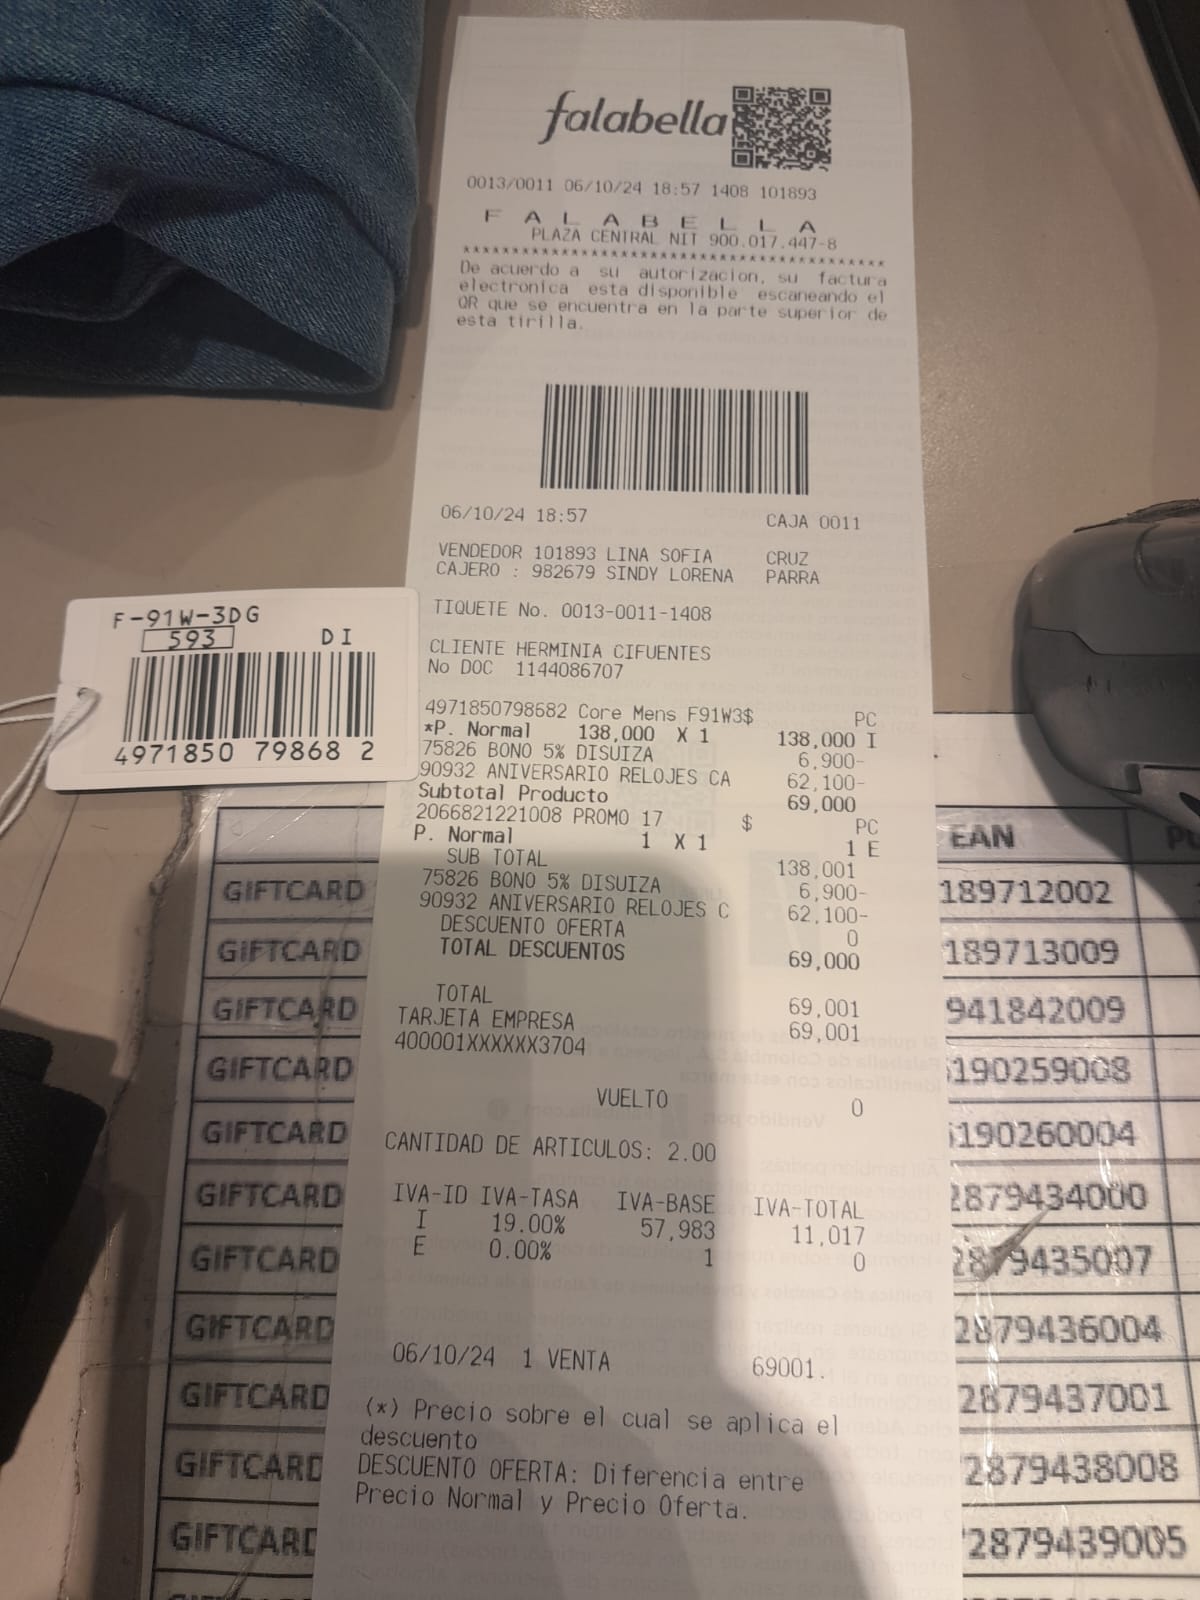 falabella
0013/0011 06/10/24 18:57 1408 101893
F A L A B E L L A
PLAZA CENTRAL NIT 900.017.447-8
******************************************
De acuerdo a su autorizacion, su factura
electronica esta disponible escaneando el
QR que se encuentra en la parte superior de
esta tirilla.
06/10/24 18:57 CAJA 0011
VENDEDOR 101893 LINA SOFIA CRUZ
CAJERO : 982679 SINDY LORENA PARRA
TIQUETE No. 0013-0011-1408
CLIENTE HERMINIA CIFUENTES
No DOC 1144086707
4971850798682 Core Mens F91W3$ PC
*P. Normal 138,000 X 1 138,000 I
75826 BONO 5% DISUIZA 6,900-
90932 ANIVERSARIO RELOJES CA 62,100-
Subtotal Producto 69,000
2066821221008 PROMO 17 $ PC
P. Normal 1 X 1 1 E
SUB TOTAL 138,001
75826 BONO 5% DISUIZA 6,900-
90932 ANIVERSARIO RELOJES C 62,100-
DESCUENTO OFERTA 0
TOTAL DESCUENTOS 69,000
TOTAL 69,001
TARJETA EMPRESA 69,001
400001XXXXXX3704
VUELTO 0
CANTIDAD DE ARTICULOS: 2.00
IVA-ID IVA-TASA IVA-BASE IVA-TOTAL
I 19.00% 57,983 11,017
E 0.00% 1 0
06/10/24 1 VENTA 69001.
(*) Precio sobre el cual se aplica el
descuento
DESCUENTO OFERTA: Diferencia entre
Precio Normal y Precio Oferta.
F-91W-3DG
593 DI
4971850 79868 2
EAN
GIFTCARD 189712002
GIFTCARD 189713009
GIFTCARD 941842009
GIFTCARD 190259008
GIFTCARD 190260004
GIFTCARD 2879434000
GIFTCARD 2879435007
GIFTCARD 2879436004
GIFTCARD 2879437001
GIFTCARD 2879438008
GIFTCARD 2879439005